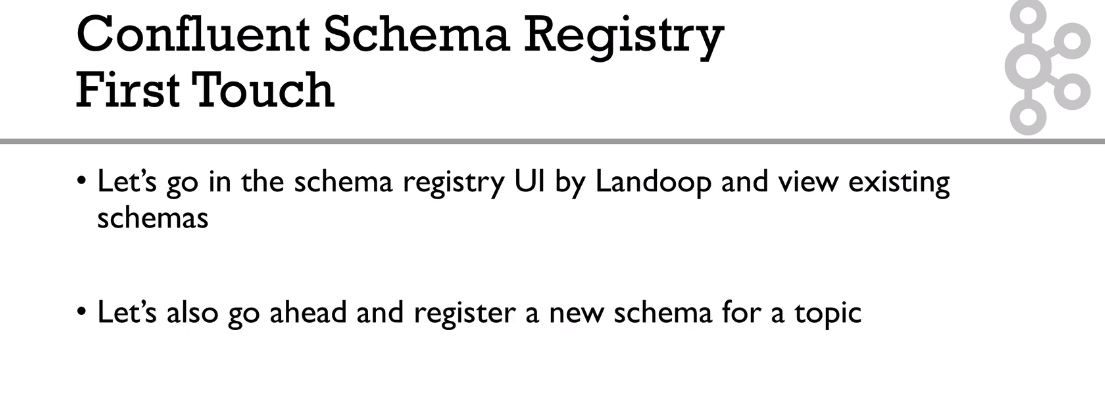 Confluent Schema Registry
First Touch
• Let’s go in the schema registry UI by Landoop and view existing
schemas
• Let’s also go ahead and register a new schema for a topic